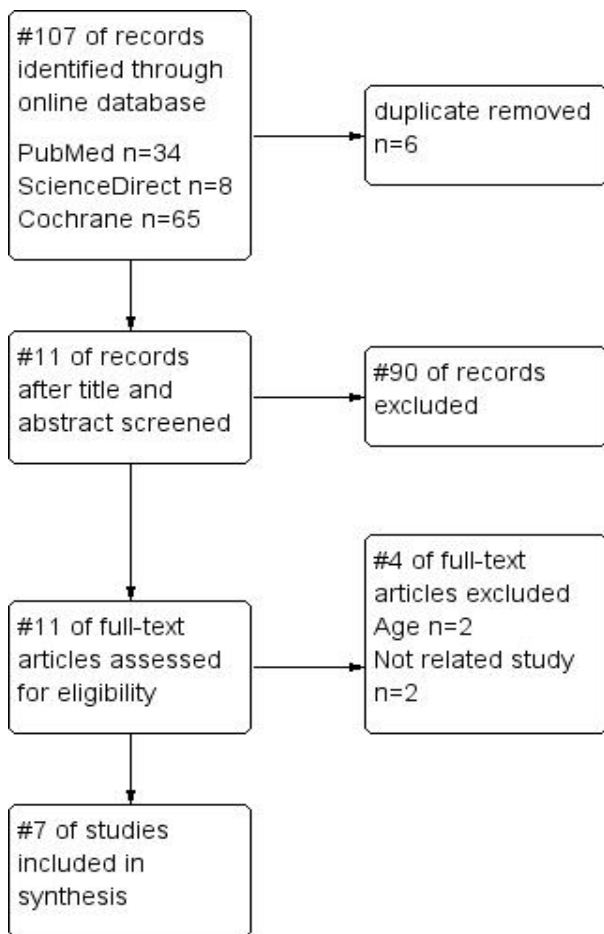 #107 of records
identified through
online database
PubMed n=34
ScienceDirect n=8
Cochrane n=65
duplicate removed
n=6
#11 of records
after title and
abstract screened
#90 of records
excluded
#4 of full-text
articles excluded
Age n=2
Not related study
n=2
#11 of full-text
articles assessed
for eligibility
#7 of studies
included in
synthesis